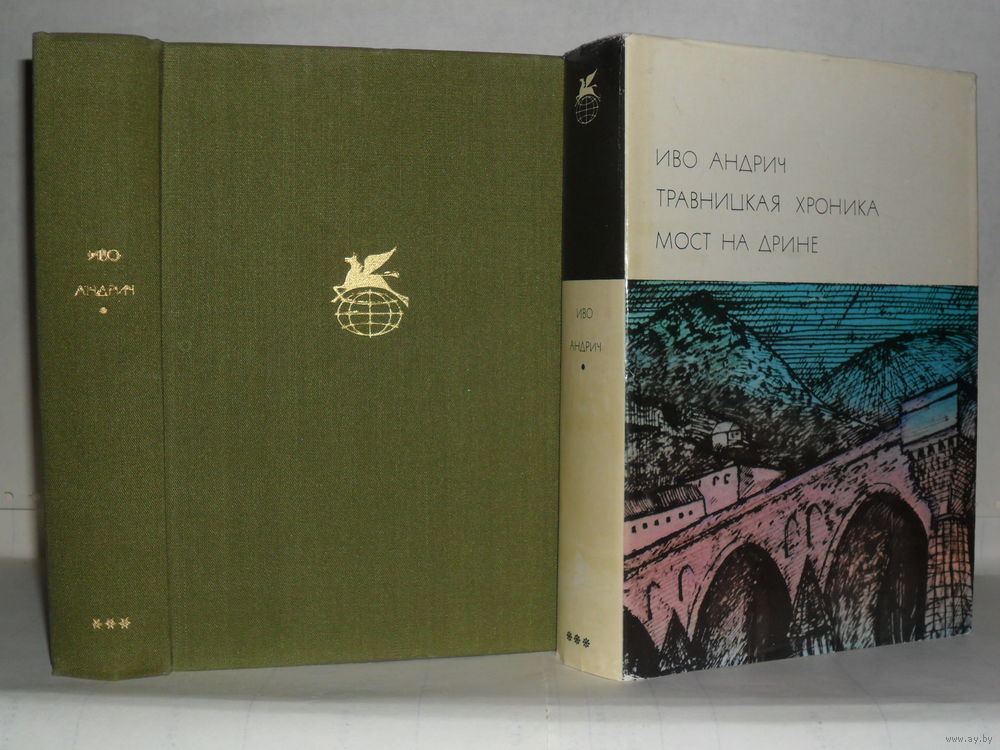 ИВО
АНДРИЧ
ИВО АНДРИЧ
ТРАВНИЦКАЯ ХРОНИКА
МОСТ НА ДРИНЕ
ИВО
АНДРИЧ
www.ay.by